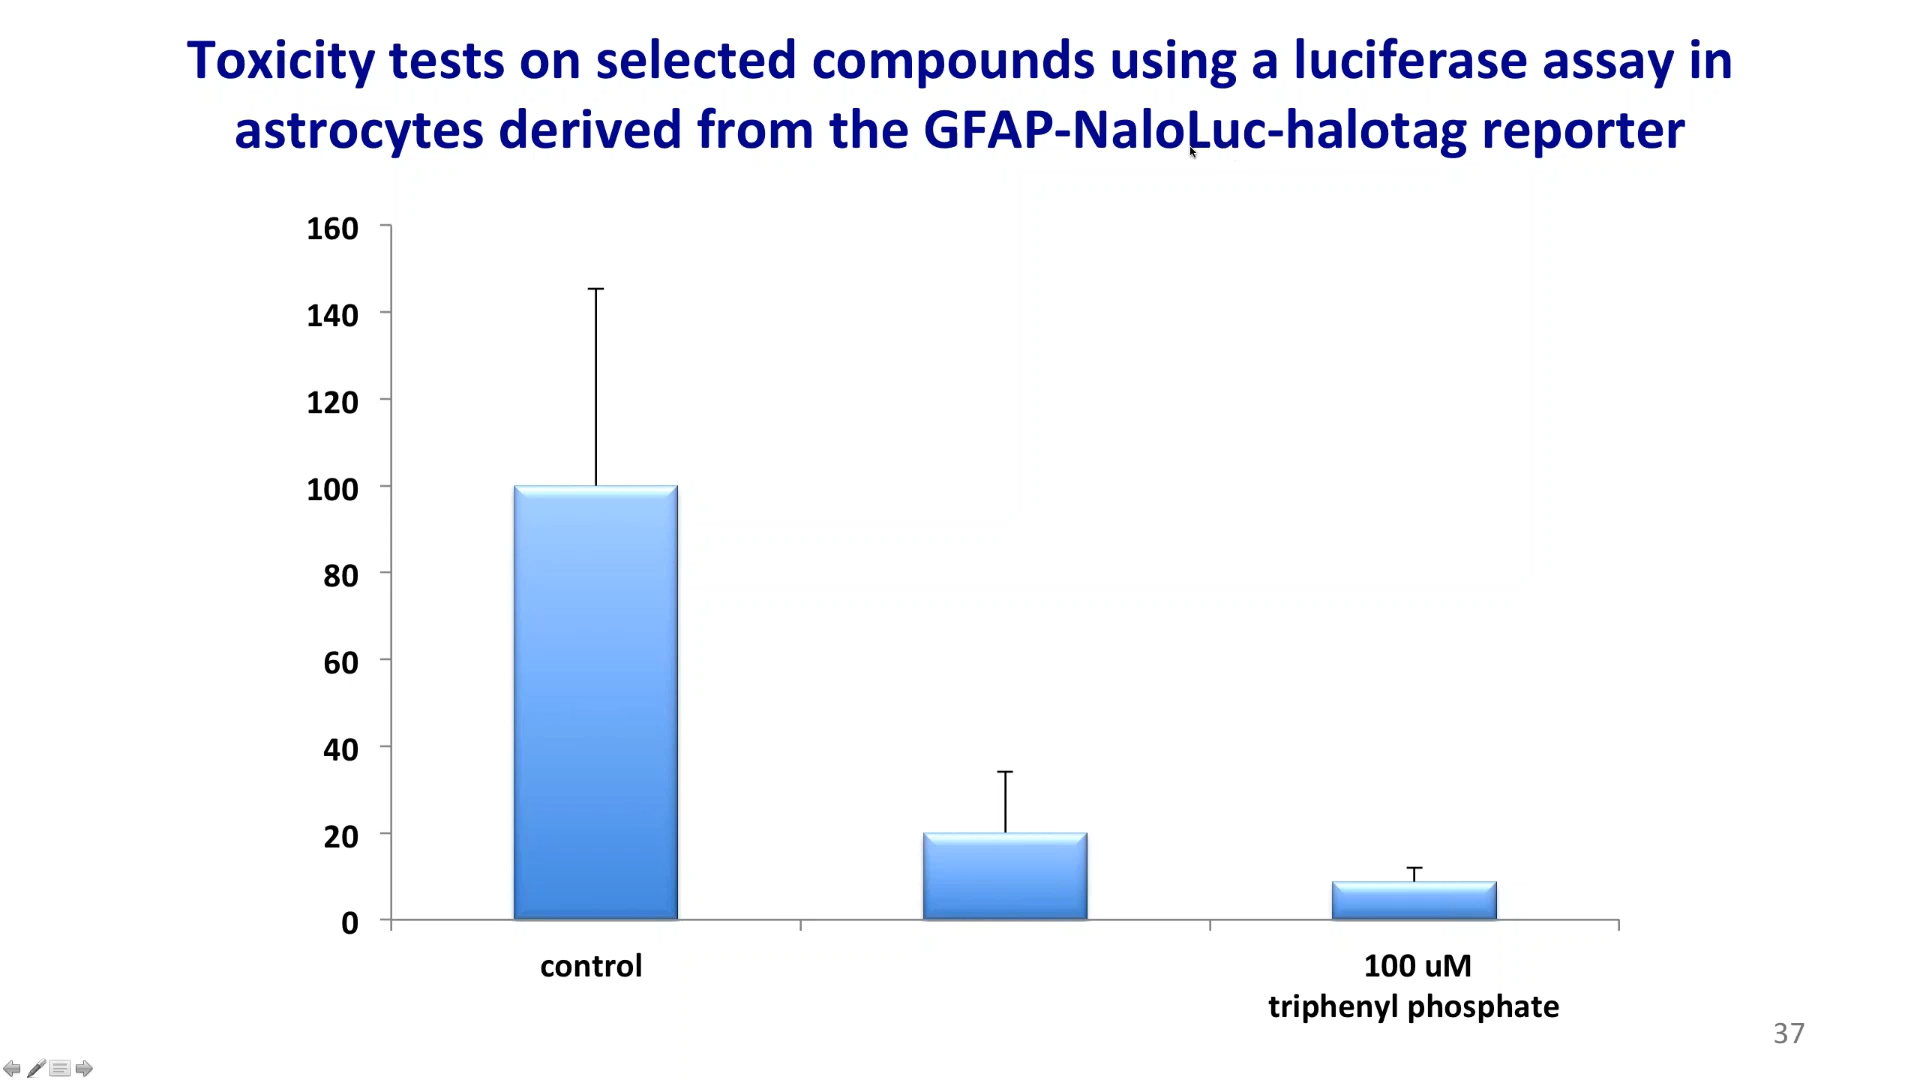 Toxicity tests on selected compounds using a luciferase assay in
astrocytes derived from the GFAP-NaloLuc-halotag reporter
160
140
120
100
80
60
40
20
0
control
100 uM
triphenyl phosphate
37